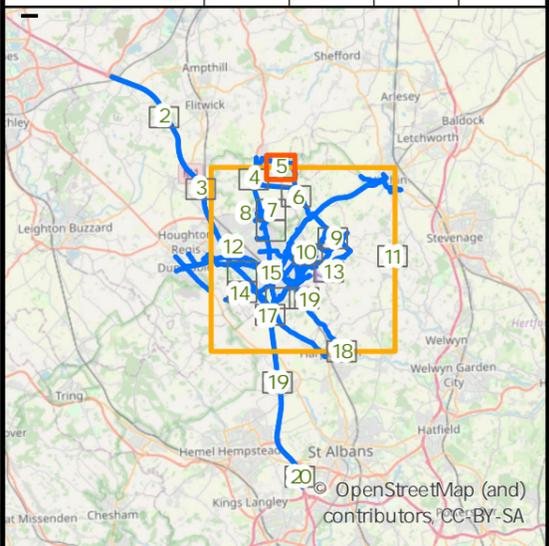 Ampthill
Shefford
Flitwick
Arlesey
Baldock
Letchworth
2
5
3
4
6
8
7
Leighton Buzzard
Houghton
Regis
Stevenage
12
9
10
11
15
13
14
19
17
18
Welwyn
19
Welwyn Garden
City
Tring
Hatfield
Hemel Hempstead
St Albans
20
© OpenStreetMap (and)
contributors, CC-BY-SA
Kings Langley
at Missenden
Chesham